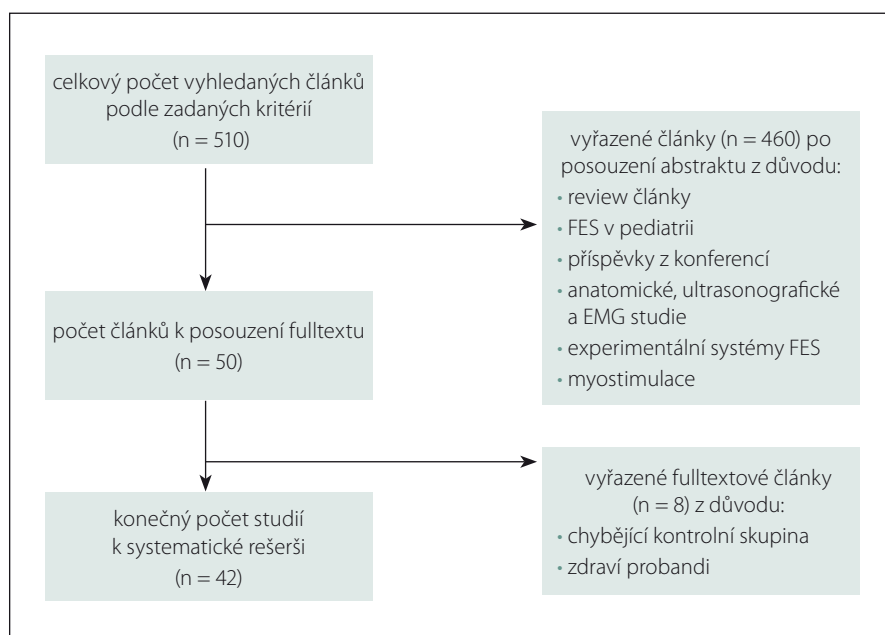 celkový počet vyhledaných článků
podle zadaných kritérií
(n = 510)
vyřazené články (n = 460) po
posouzení abstraktu z důvodu:
• review články
• FES v pediatrii
• příspěvky z konferencí
• anatomické, ultrasonografické
a EMG studie
• experimentální systémy FES
• myostimulace
počet článků k posouzení fulltextu
(n = 50)
vyřazené fulltextové články
(n = 8) z důvodu:
• chybějící kontrolní skupina
• zdraví probandi
konečný počet studií
k systematické rešerši
(n = 42)